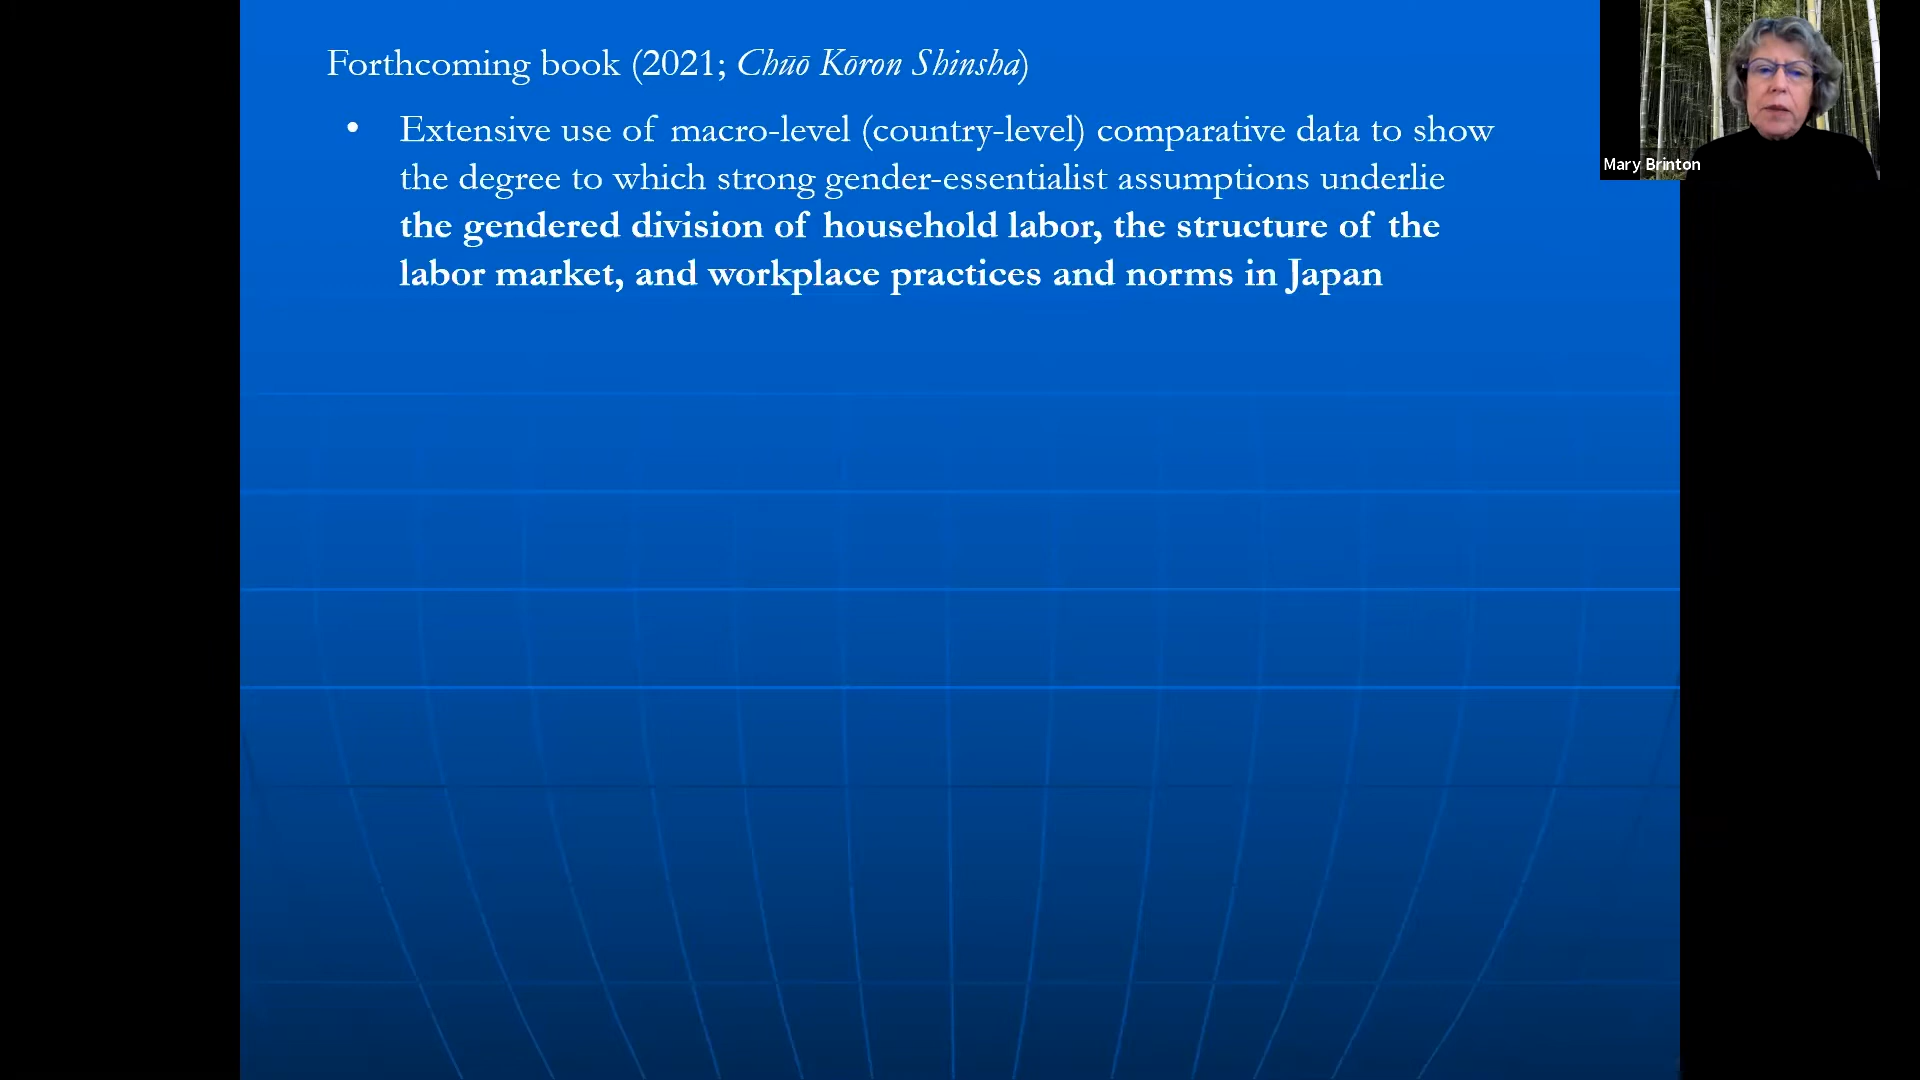 Forthcoming book (2021; Chūō Kōron Shinsha)
• Extensive use of macro-level (country-level) comparative data to show
the degree to which strong gender-essentialist assumptions underlie
the gendered division of household labor, the structure of the
labor market, and workplace practices and norms in Japan
Mary Brinton